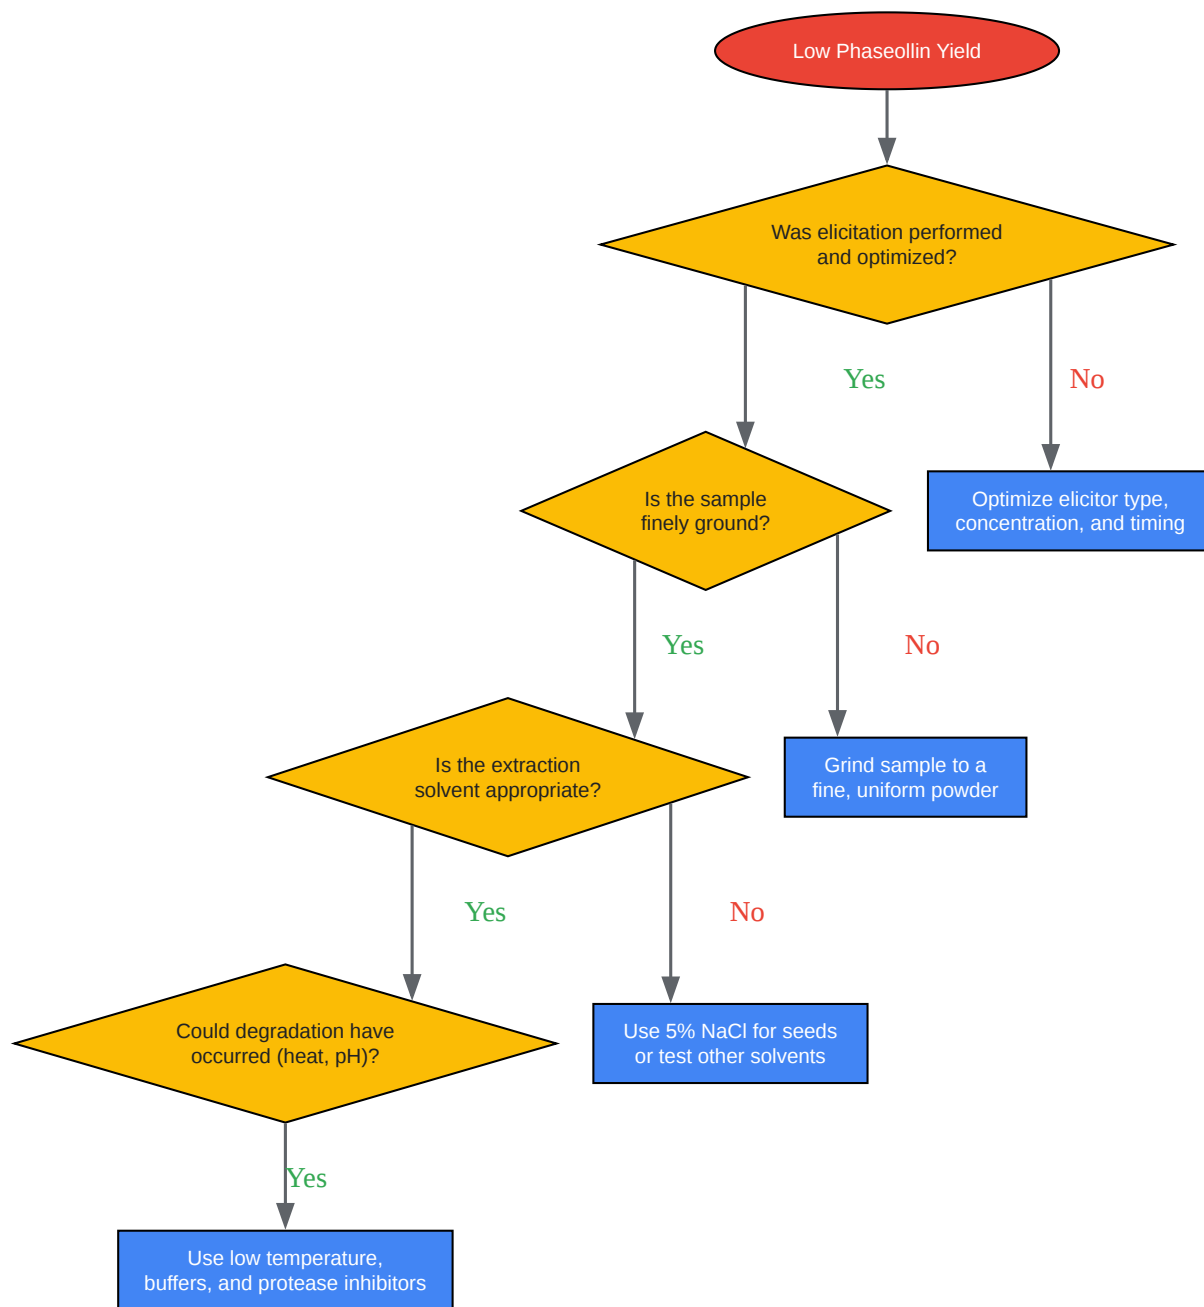 Low Phaseollin Yield
Was elicitation performed
and optimized?
Yes
No
Is the sample
finely ground?
Optimize elicitor type,
concentration, and timing
Yes
No
Is the extraction
solvent appropriate?
Grind sample to a
fine, uniform powder
Yes
No
Could degradation have
occurred (heat, pH)?
Use 5% NaCl for seeds
or test other solvents
Yes
Use low temperature,
buffers, and protease inhibitors